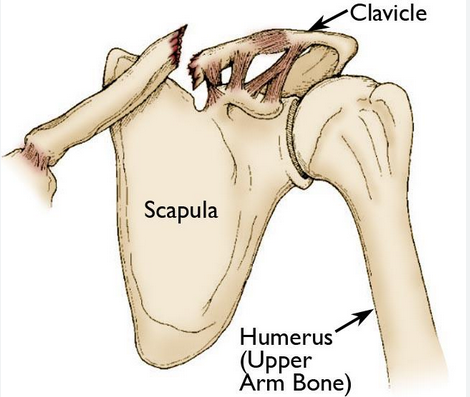 Clavicle
Scapula
Humerus
(Upper
Arm Bone)